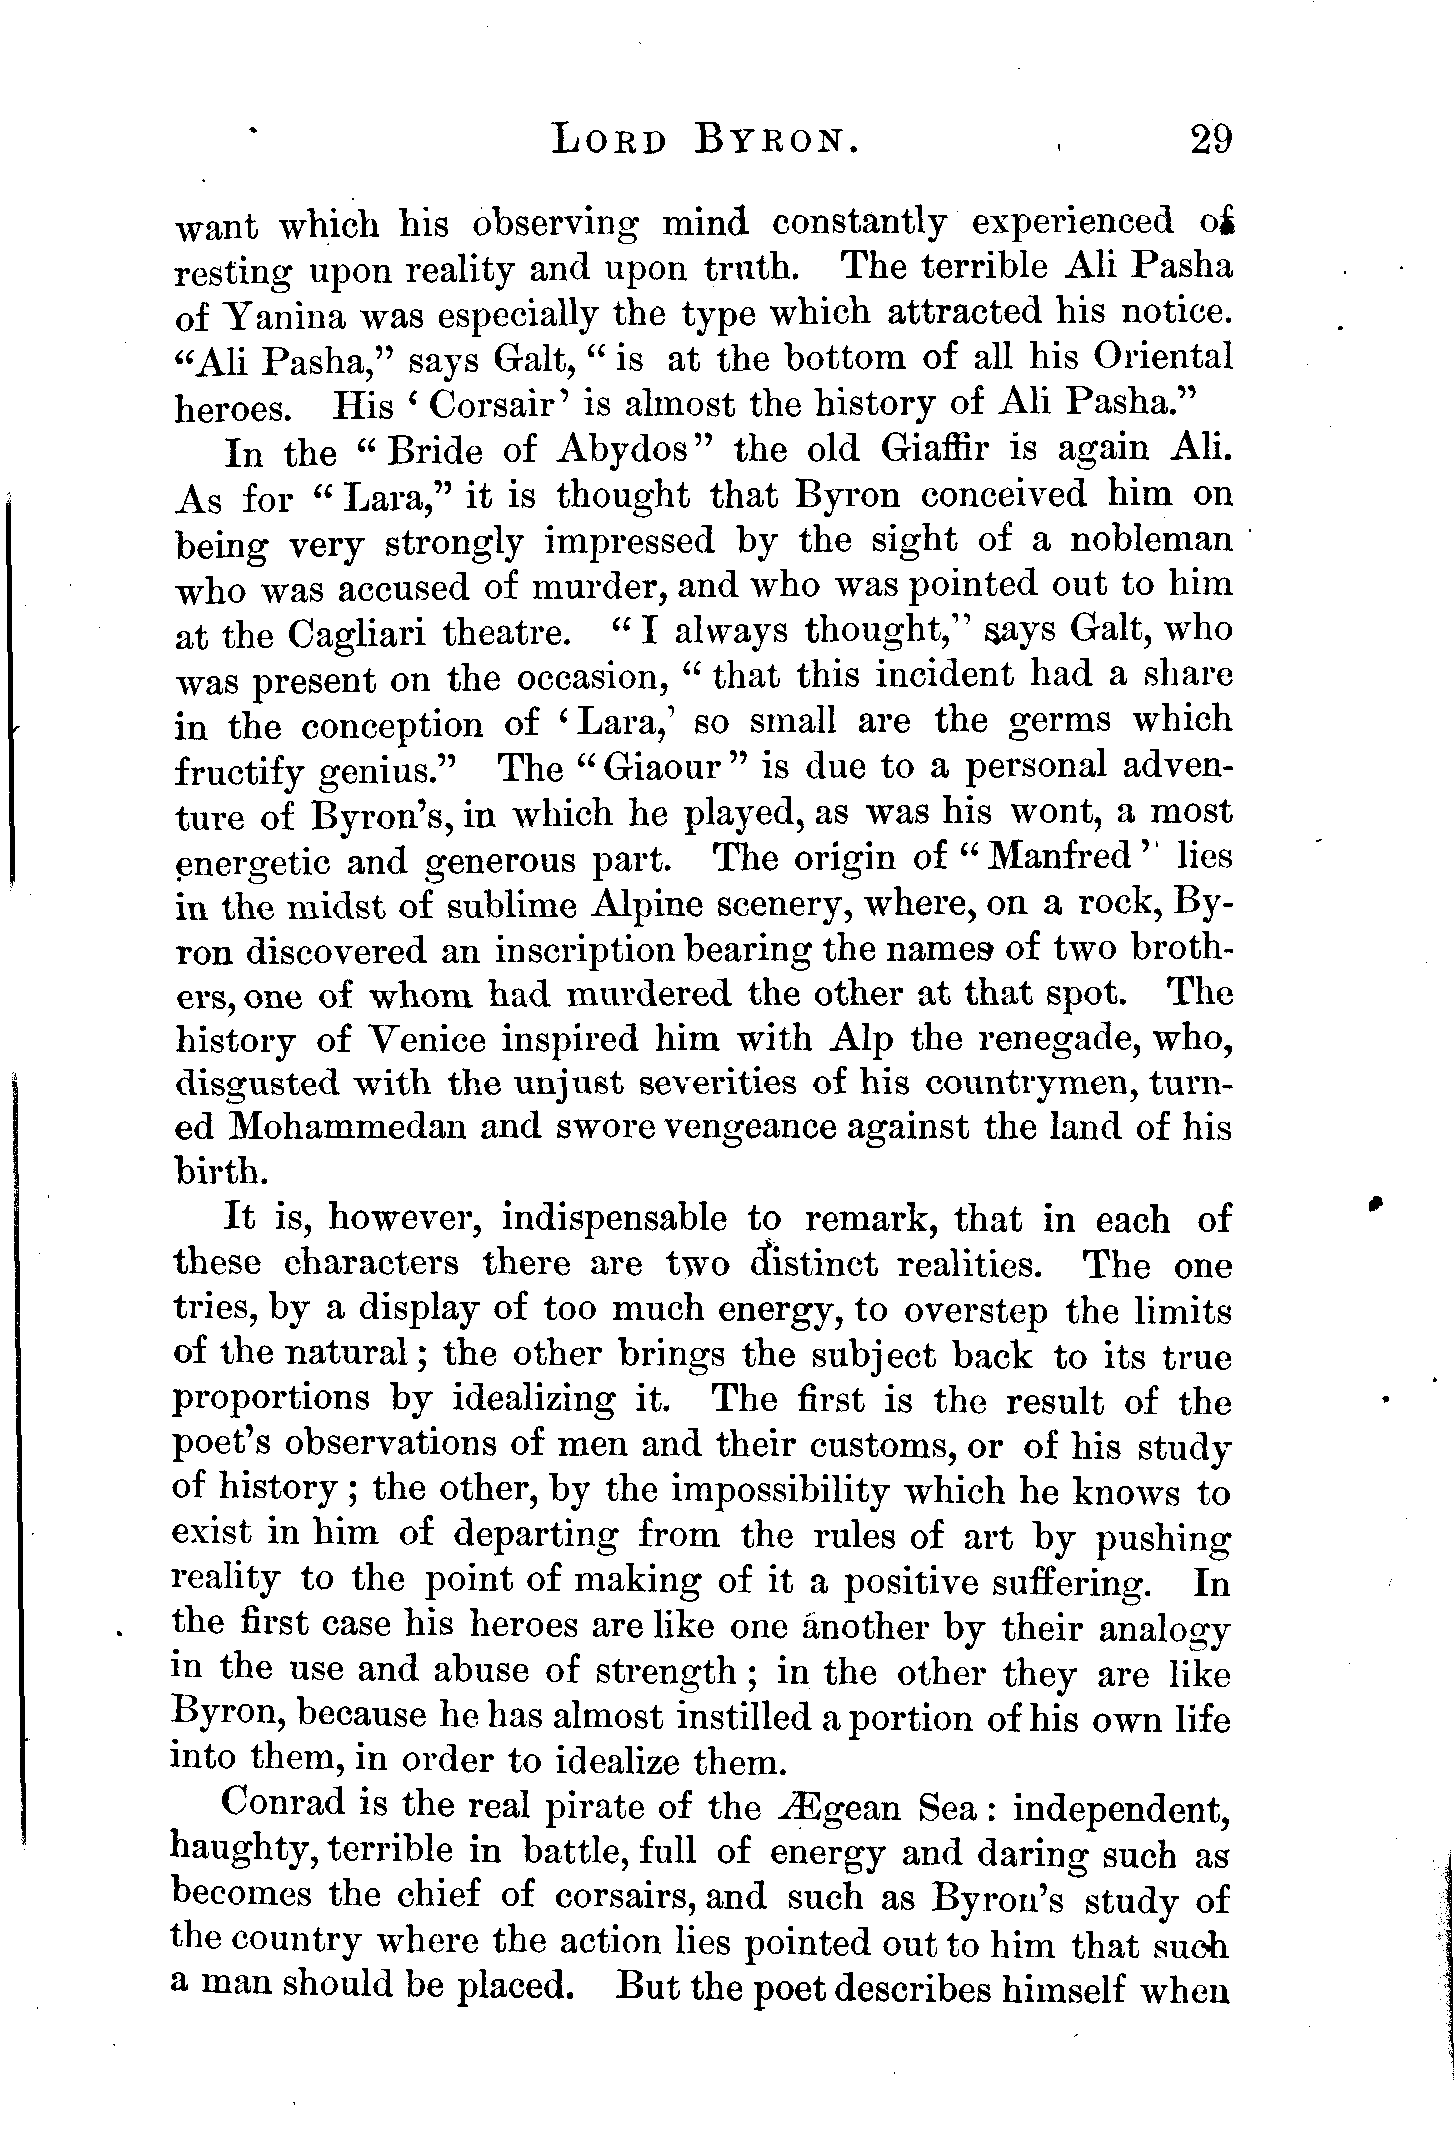 LORD BYRON. 29
want which his observing mind constantly experienced of
resting upon reality and upon truth. The terrible Ali Pasha
of Yanina was especially the type which attracted his notice.
"Ali Pasha," says Galt, "is at the bottom of all his Oriental
heroes. His 'Corsair' is almost the history of Ali Pasha."
In the "Bride of Abydos" the old Giaffir is again Ali.
As for "Lara," it is thought that Byron conceived him on
being very strongly impressed by the sight of a nobleman
who was accused of murder, and who was pointed out to him
at the Cagliari theatre. "I always thought," says Galt, who
was present on the occasion, "that this incident had a share
in the conception of 'Lara,' so small are the germs which
fructify genius." The "Giaour" is due to a personal adven-
ture of Byron's, in which he played, as was his wont, a most
energetic and generous part. The origin of "Manfred" lies
in the midst of sublime Alpine scenery, where, on a rock, By-
ron discovered an inscription bearing the names of two broth-
ers, one of whom had murdered the other at that spot. The
history of Venice inspired him with Alp the renegade, who,
disgusted with the unjust severities of his countrymen, turn-
ed Mohammedan and swore vengeance against the land of his
birth.
It is, however, indispensable to remark, that in each of
these characters there are two distinct realities. The one
tries, by a display of too much energy, to overstep the limits
of the natural; the other brings the subject back to its true
proportions by idealizing it. The first is the result of the
poet's observations of men and their customs, or of his study
of history; the other, by the impossibility which he knows to
exist in him of departing from the rules of art by pushing
reality to the point of making of it a positive suffering. In
the first case his heroes are like one another by their analogy
in the use and abuse of strength; in the other they are like
Byron, because he has almost instilled a portion of his own life
into them, in order to idealize them.
Conrad is the real pirate of the Ægean Sea: independent,
haughty, terrible in battle, full of energy and daring such as
becomes the chief of corsairs, and such as Byron's study of
the country where the action lies pointed out to him that such
a man should be placed. But the poet describes himself when